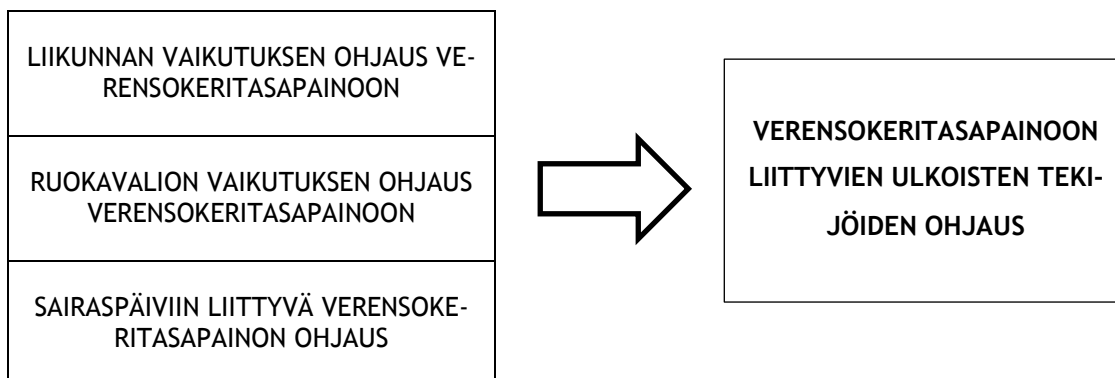 LIIKUNNAN VAIKUTUKSEN OHJAUS VE-
RENSOKERITASAPAINOON
RUOKAVALION VAIKUTUKSEN OHJAUS
VERENSOKERITASAPAINOON
SAIRASPÄIVIIN LIITTYVÄ VERENSOKE-
RITASAPAINON OHJAUS
VERENSOKERITASAPAINOON
LIITTYVIEN ULKOISTEN TEKI-
JÖIDEN OHJAUS